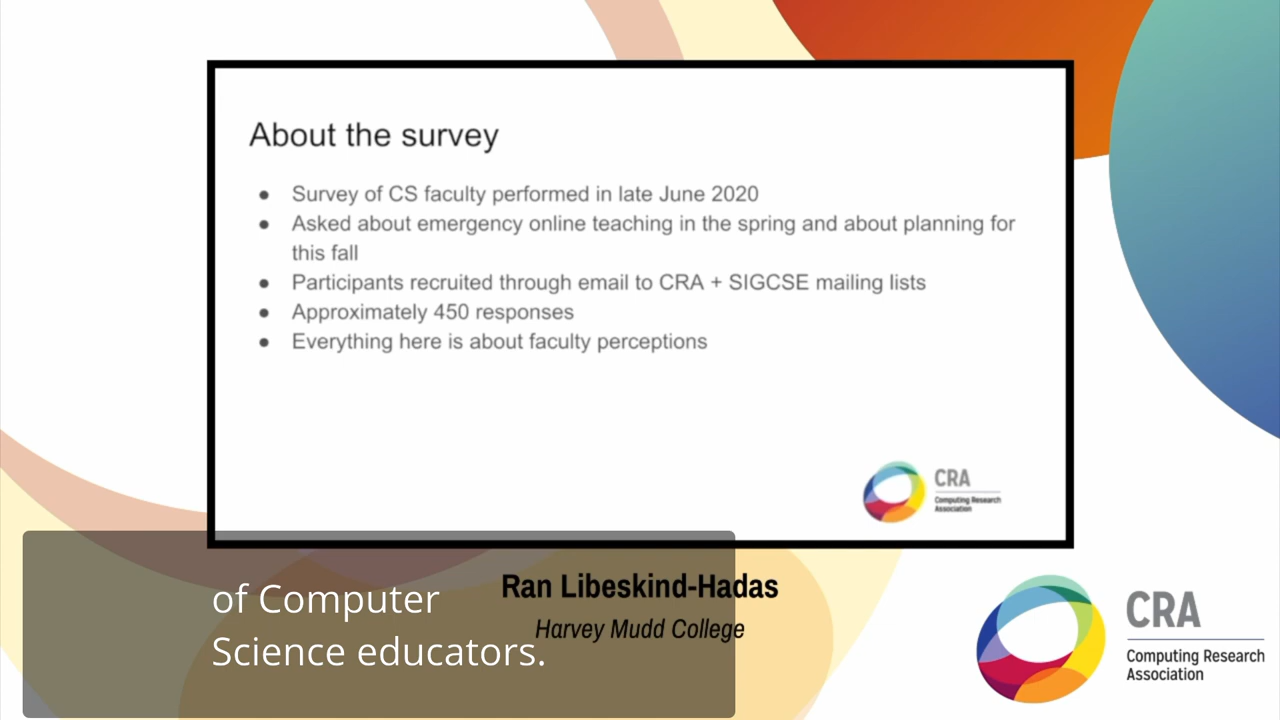 About the survey
● Survey of CS faculty performed in late June 2020
● Asked about emergency online teaching in the spring and about planning for
this fall
● Participants recruited through email to CRA + SIGCSE mailing lists
● Approximately 450 responses
● Everything here is about faculty perceptions
CRA
Computing Research
Association
Ran Libeskind-Hadas
Harvey Mudd College
of Computer
Science educators.
CRA
Computing Research
Association